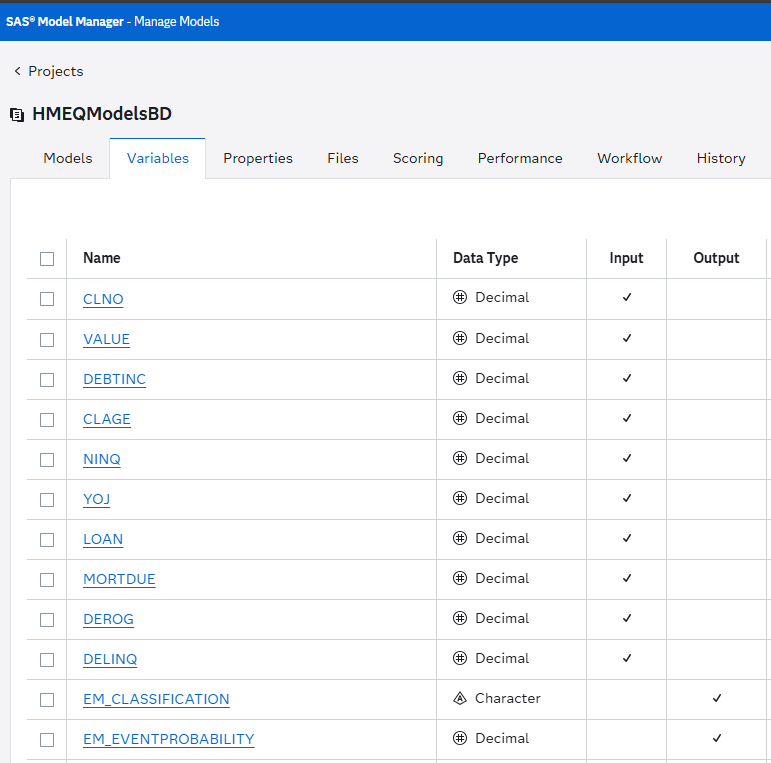 SAS® Model Manager - Manage Models
< Projects
HMEQModelsBD
Models Variables Properties Files Scoring Performance Workflow History
Name Data Type Input Output
CLNO Decimal ✓
VALUE Decimal ✓
DEBTINC Decimal ✓
CLAGE Decimal ✓
NINQ Decimal ✓
YOJ Decimal ✓
LOAN Decimal ✓
MORTDUE Decimal ✓
DEROG Decimal ✓
DELINQ Decimal ✓
EM_CLASSIFICATION Character ✓
EM_EVENTPROBABILITY Decimal ✓